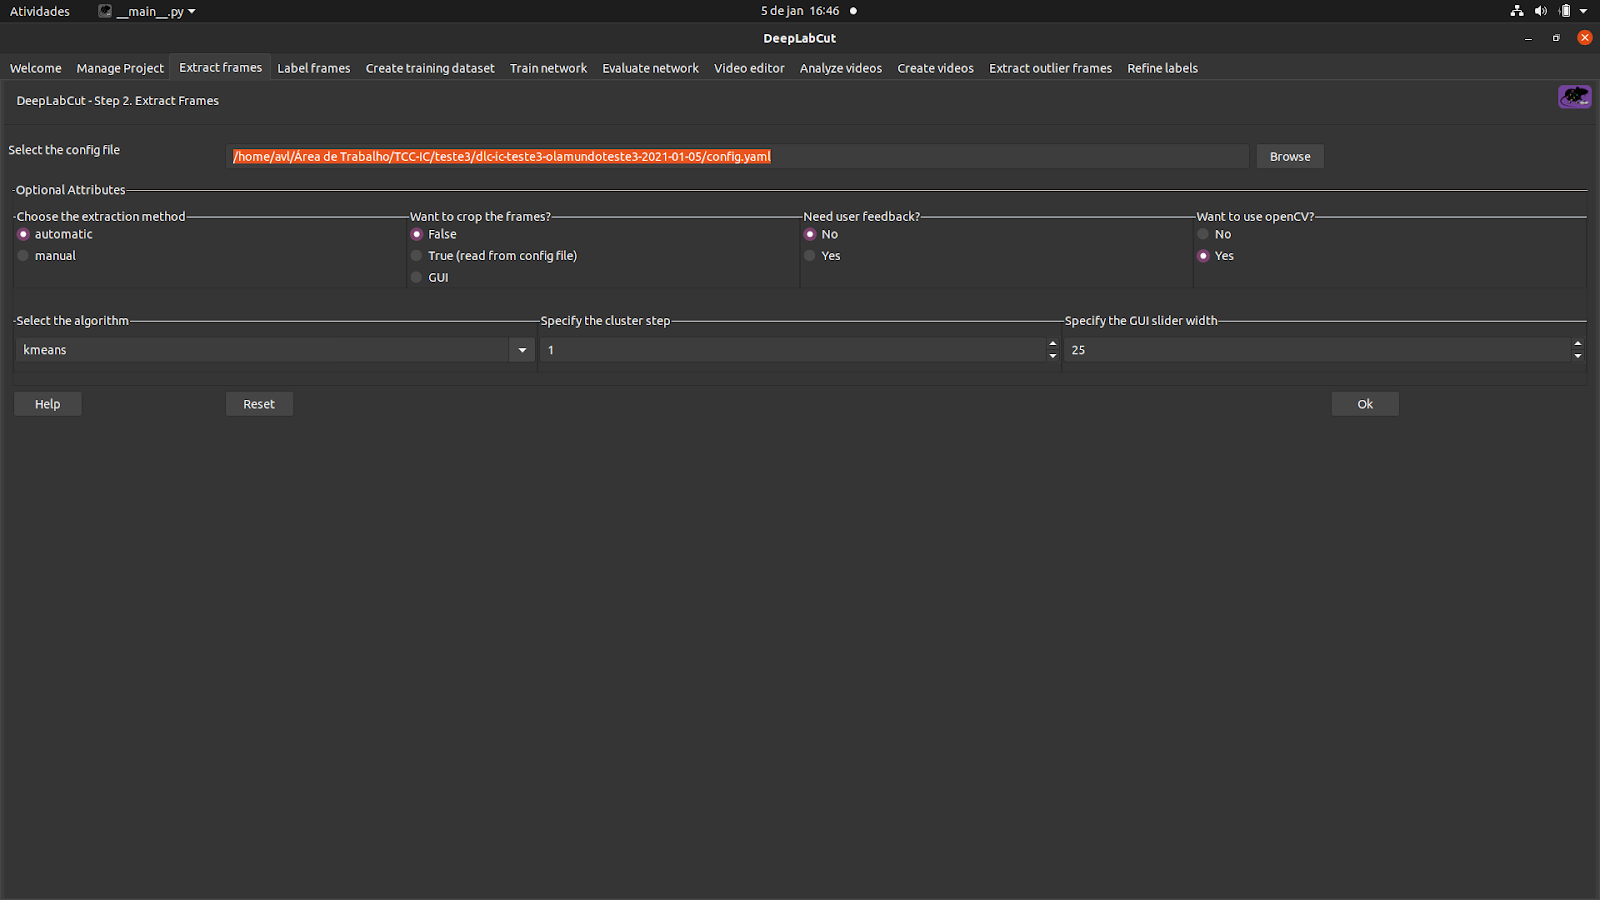 Atividades __main__.py 5 de jan 16:46
DeepLabCut
Welcome Manage Project Extract frames Label frames Create training dataset Train network Evaluate network Video editor Analyze videos Create videos Extract outlier frames Refine labels
DeepLabCut - Step 2. Extract Frames
Select the config file /home/avl/Área de Trabalho/TCC-IC/teste3/dlc-ic-teste3-olamundoteste3-2021-01-05/config.yaml Browse
Optional Attributes
Choose the extraction method Want to crop the frames? Need user feedback? Want to use openCV?
automatic False No No
manual True (read from config file) Yes Yes
GUI
Select the algorithm Specify the cluster step Specify the GUI slider width
kmeans 1 25
Help Reset Ok